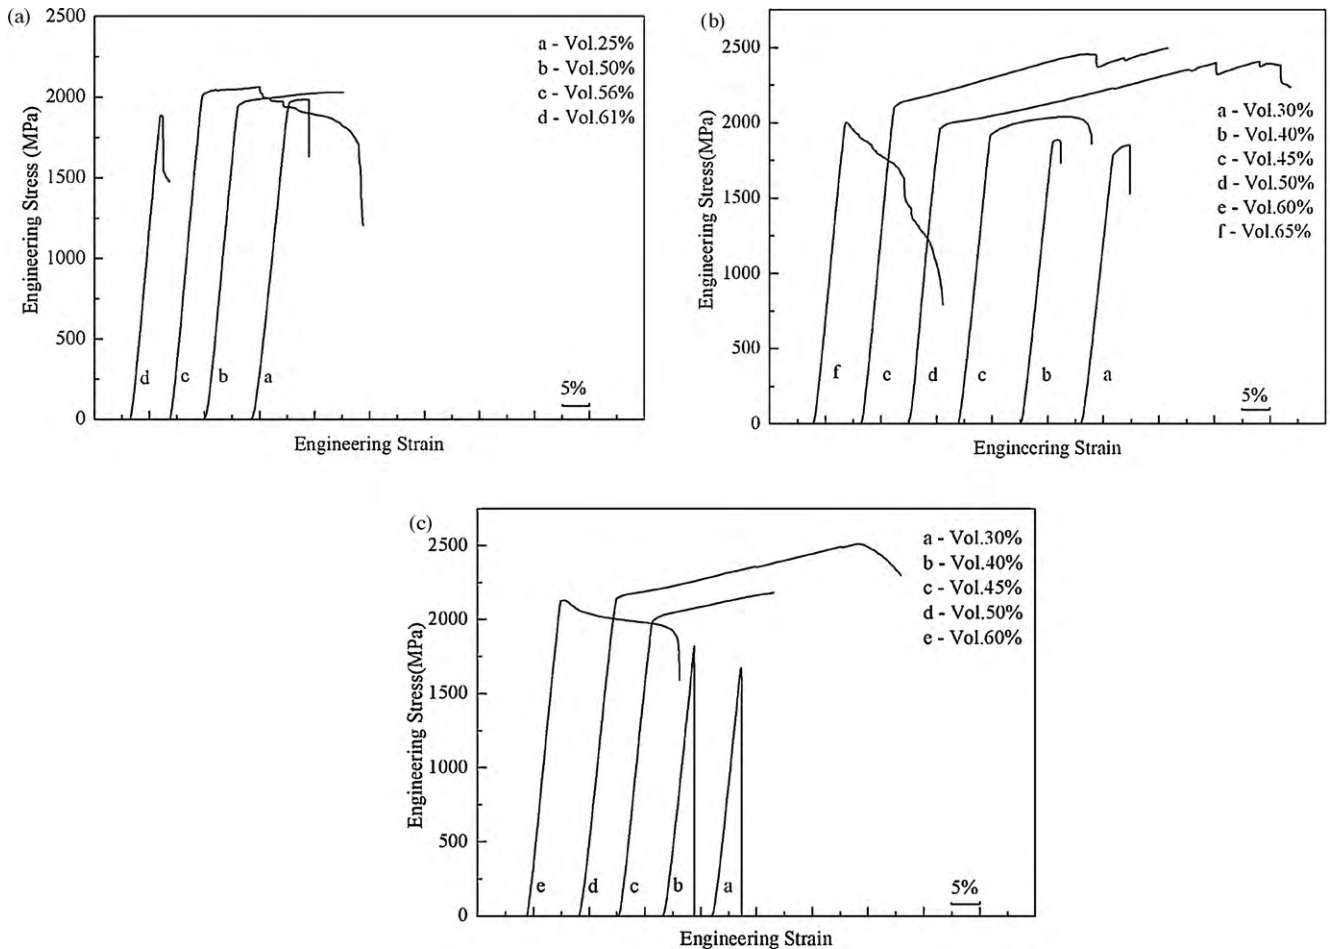 (a)
2500
2000
1500
1000
500
0
Engineering Stress (MPa)
a - Vol.25%
b - Vol.50%
c - Vol.56%
d - Vol.61%
d
c
b
a
5%
Engineering Strain
(b)
2500
2000
1500
1000
500
0
Engineering Stress(MPa)
a - Vol.30%
b - Vol.40%
c - Vol.45%
d - Vol.50%
e - Vol.60%
f - Vol.65%
f
c
d
c
b
a
5%
Engineering Strain
(c)
2500
2000
1500
1000
500
0
Engineering Stress(MPa)
a - Vol.30%
b - Vol.40%
c - Vol.45%
d - Vol.50%
e - Vol.60%
e
d
c
b
a
5%
Engineering Strain